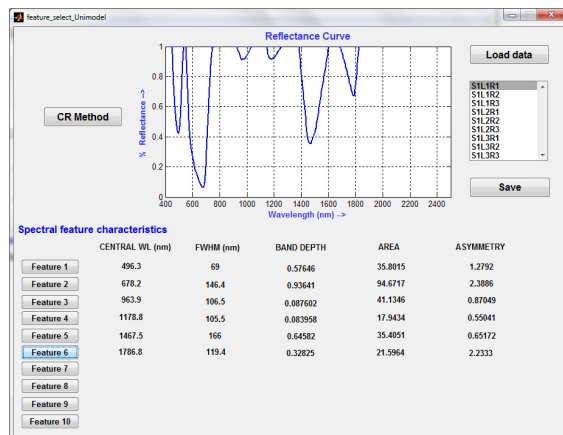 feature_select_Unimodel
Reflectance Curve
% Reflectance -->
1
0.8
0.6
0.4
0.2
0
400 600 800 1000 1200 1400 1600 1800 2000 2200 2400
Wavelength (nm) -->
CR Method
Load data
S1L1R1
S1L1R2
S1L1R3
S1L2R1
S1L2R2
S1L2R3
S1L3R1
S1L3R2
S1L3R3
Save
Spectral feature characteristics
CENTRAL WL (nm) FWHM (nm) BAND DEPTH AREA ASYMMETRY
Feature 1 496.3 69 0.57646 35.8015 1.2792
Feature 2 678.2 146.4 0.93641 94.6717 2.3886
Feature 3 963.9 106.5 0.087602 41.1346 0.87049
Feature 4 1178.8 105.5 0.083958 17.9434 0.55041
Feature 5 1467.5 166 0.64582 35.4051 0.65172
Feature 6 1786.8 119.4 0.32825 21.5964 2.2333
Feature 7
Feature 8
Feature 9
Feature 10